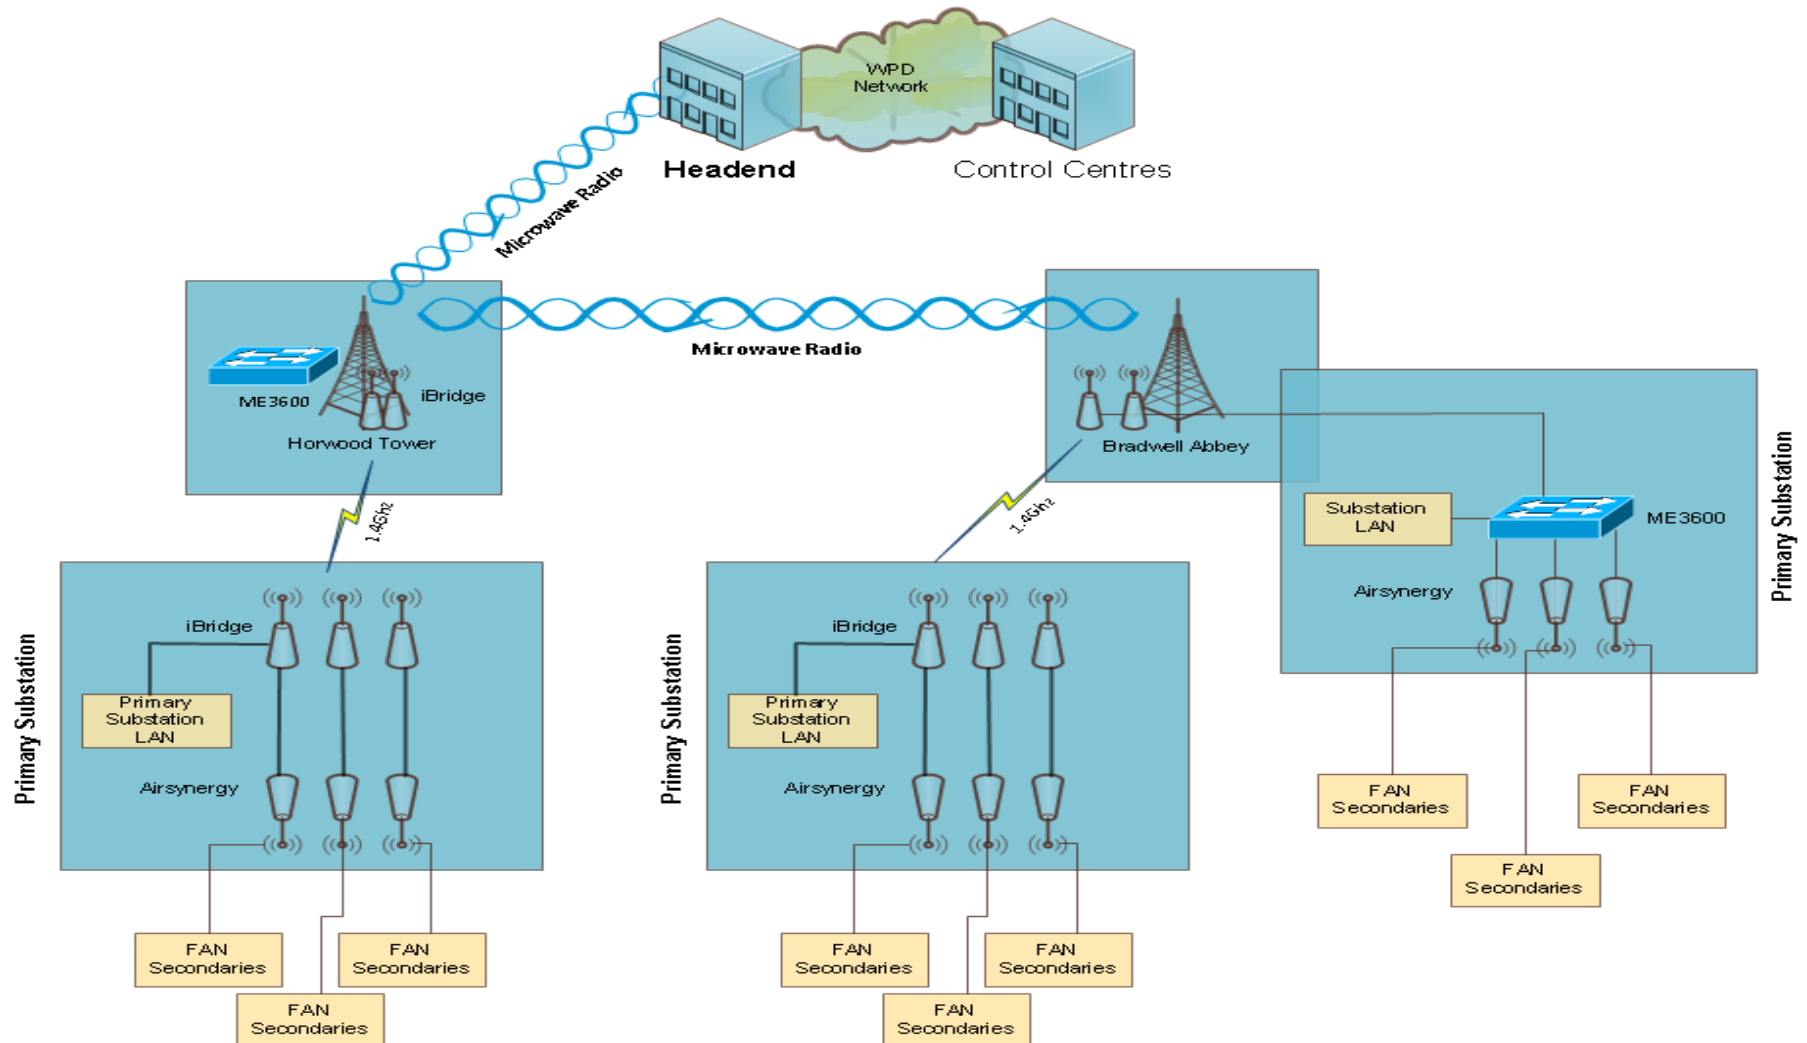 WPD
Network
Headend
Control Centres
Microwave Radio
Microwave Radio
ME3600
iBridge
Horwood Tower
Bradwell Abbey
1.4Ghz
1.4Ghz
Substation
LAN
ME3600
Airsynergy
Primary Substation
FAN
Secondaries
FAN
Secondaries
FAN
Secondaries
Primary Substation
iBridge
Primary
Substation
LAN
Airsynergy
FAN
Secondaries
FAN
Secondaries
FAN
Secondaries
Primary Substation
iBridge
Primary
Substation
LAN
Airsynergy
FAN
Secondaries
FAN
Secondaries
FAN
Secondaries